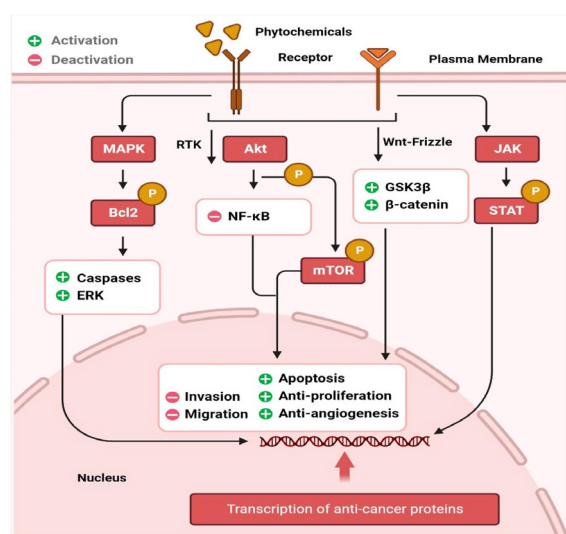 Phytochemicals
Activation
Deactivation
Receptor
Plasma Membrane
MAPK
RTK
Akt
Wnt-Frizzle
JAK
P
GSK3β
β-catenin
P
Bcl2
NF-κB
P
STAT
P
mTOR
Caspases
ERK
Apoptosis
Invasion
Anti-proliferation
Migration
Anti-angiogenesis
Nucleus
Transcription of anti-cancer proteins